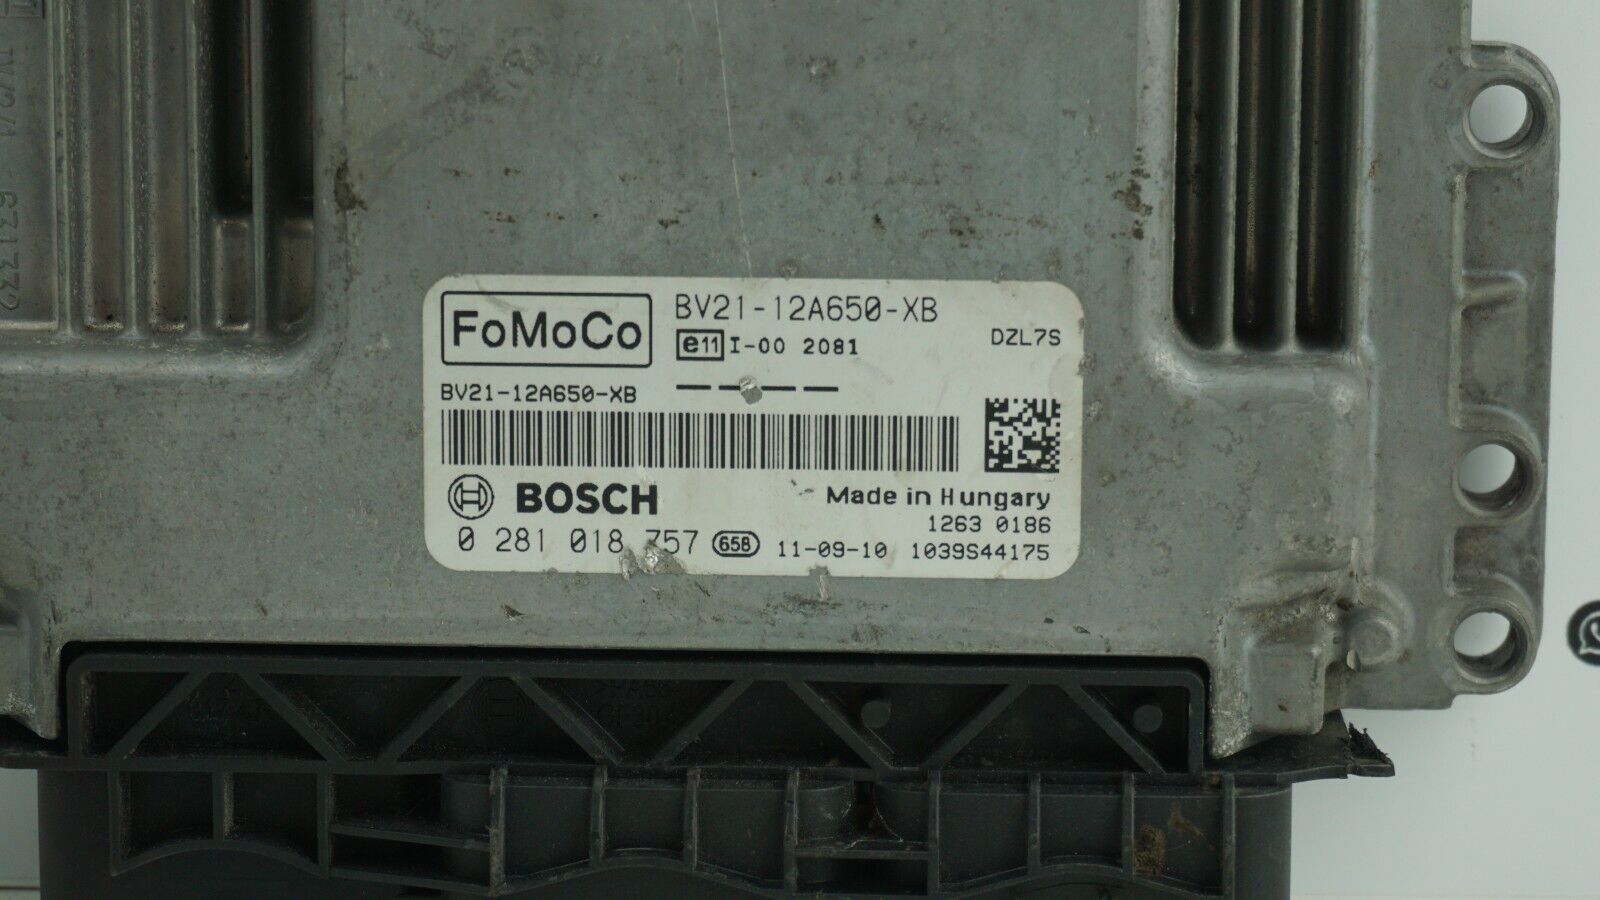 FoMoCo
BV21-12A650-XB
e11 I-00 2081
DZL7S
BV21-12A650-XB
BOSCH
Made in Hungary
1263 0186
0 281 018 757 658 11-09-10 1039S44175